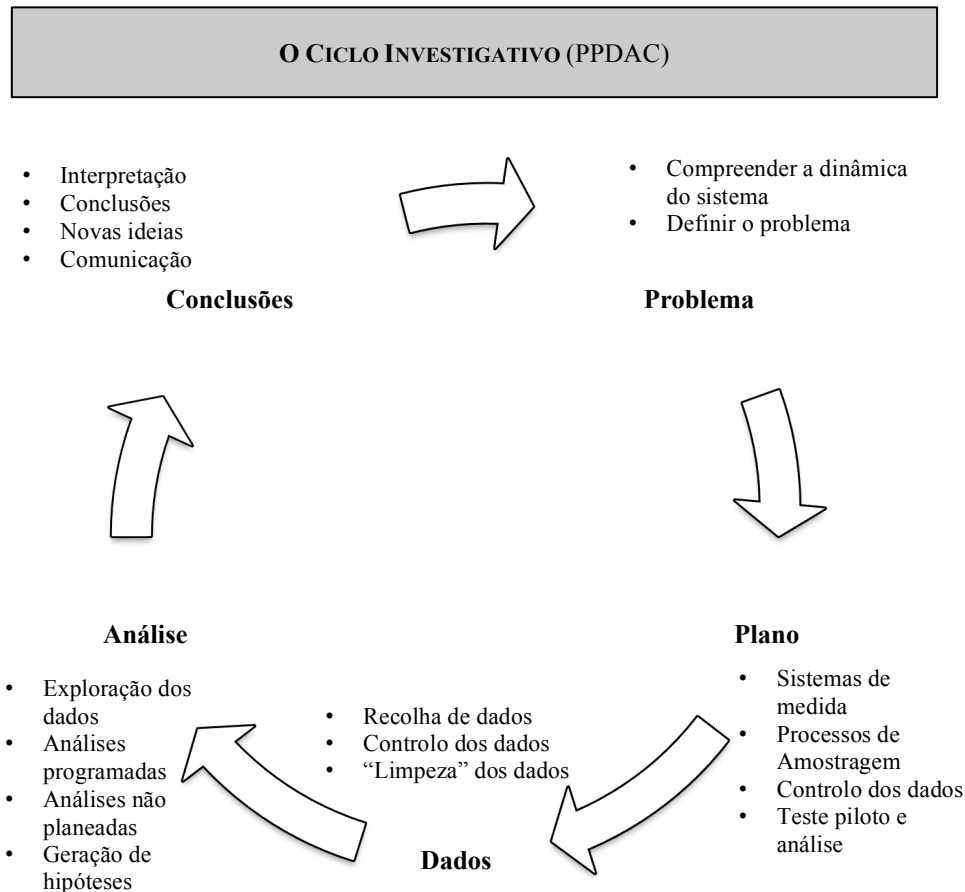 O CICLO INVESTIGATIVO (PPDAC)
• Interpretação
• Conclusões
• Novas ideias
• Comunicação
Conclusões
• Compreender a dinâmica
do sistema
• Definir o problema
Problema
Plano
• Sistemas de
medida
• Processos de
Amostragem
• Controlo dos dados
• Teste piloto e
análise
• Recolha de dados
• Controlo dos dados
• “Limpeza” dos dados
Dados
Análise
• Exploração dos
dados
• Análises
programadas
• Análises não
planeadas
• Geração de
hipóteses